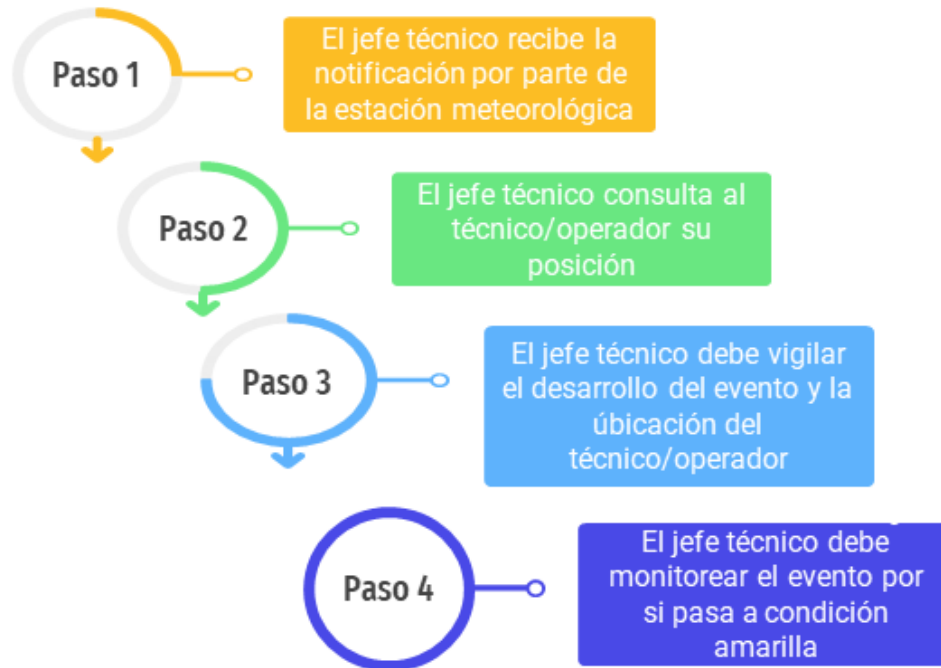 Paso 1
El jefe técnico recibe la
notificación por parte de
la estación meteorológica
Paso 2
El jefe técnico consulta al
técnico/operador su
posición
Paso 3
El jefe técnico debe vigilar
el desarrollo del evento y la
úbicación del
técnico/operador
Paso 4
El jefe técnico debe
monitorear el evento por
si pasa a condición
amarilla